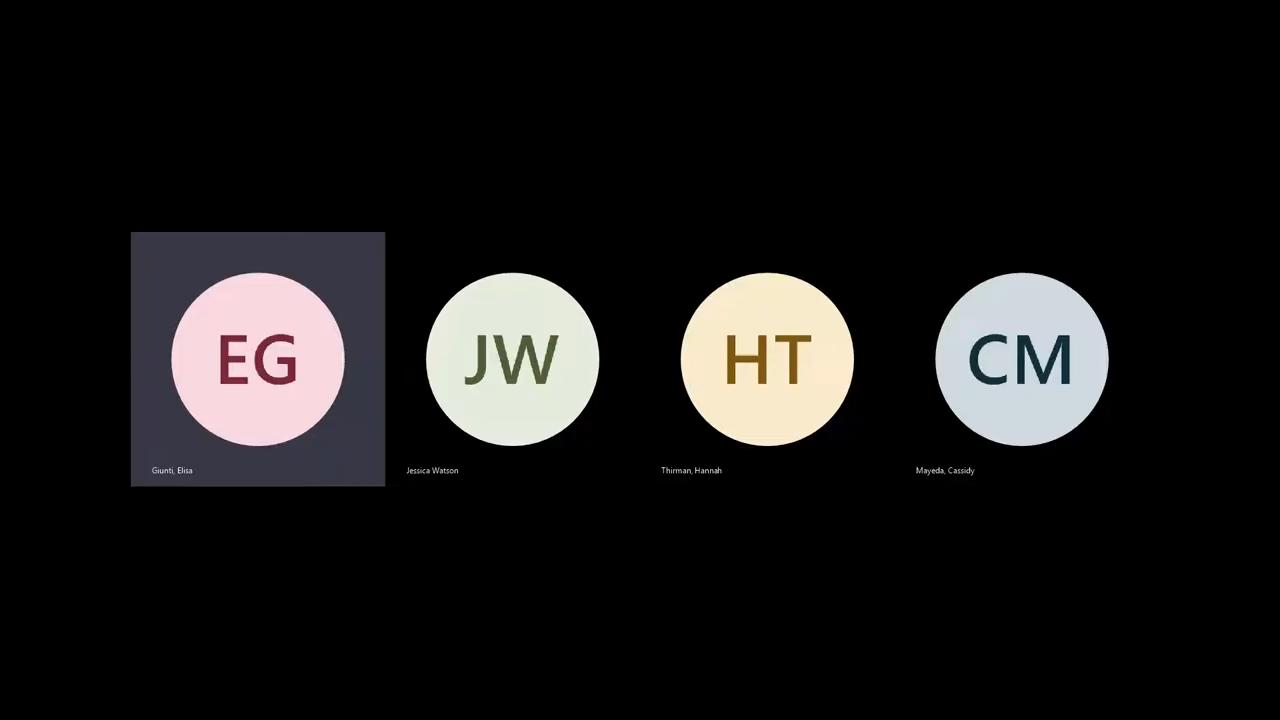 EG
JW
HT
CM
Giunti, Elisa
Jessica Watson
Thirman, Hannah
Mayeda, Cassidy